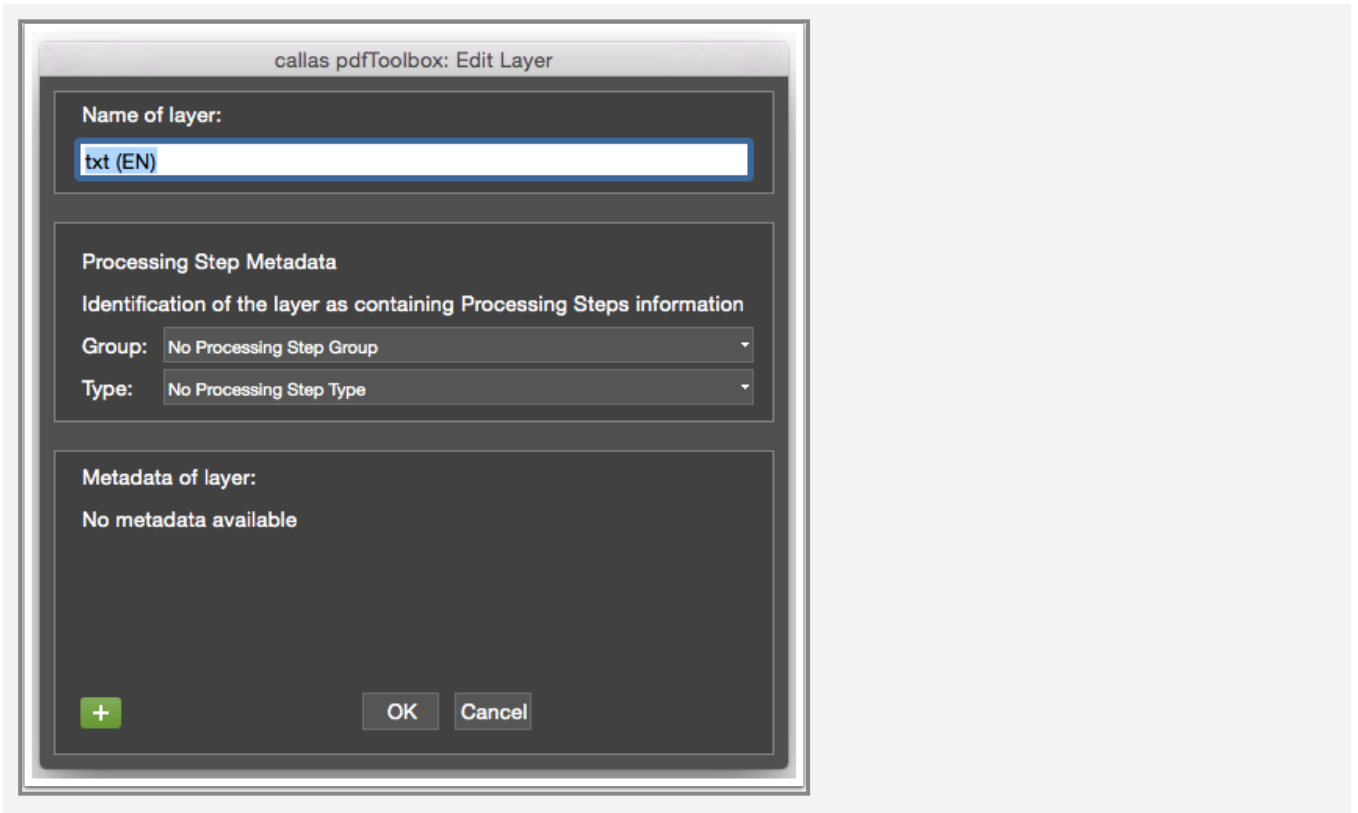 callas pdfToolbox: Edit Layer
Name of layer:
txt (EN)
Processing Step Metadata
Identification of the layer as containing Processing Steps information
Group: No Processing Step Group
Type: No Processing Step Type
Metadata of layer:
No metadata available
+ OK Cancel